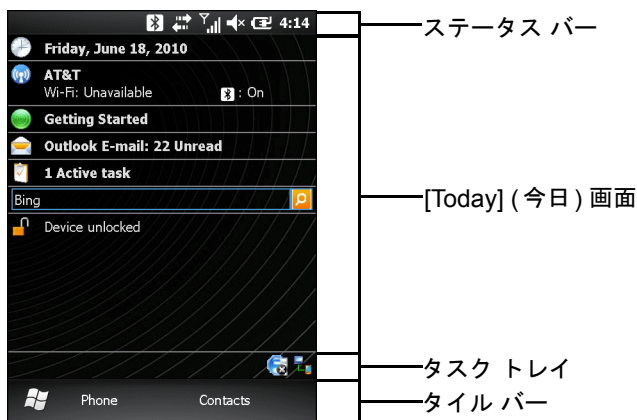 4:14
ステータス バー
Friday, June 18, 2010
AT&T
Wi-Fi: Unavailable : On
Getting Started
Outlook E-mail: 22 Unread
1 Active task
Bing
[Today] (今日) 画面
Device unlocked
タスク トレイ
Phone Contacts
タイル バー